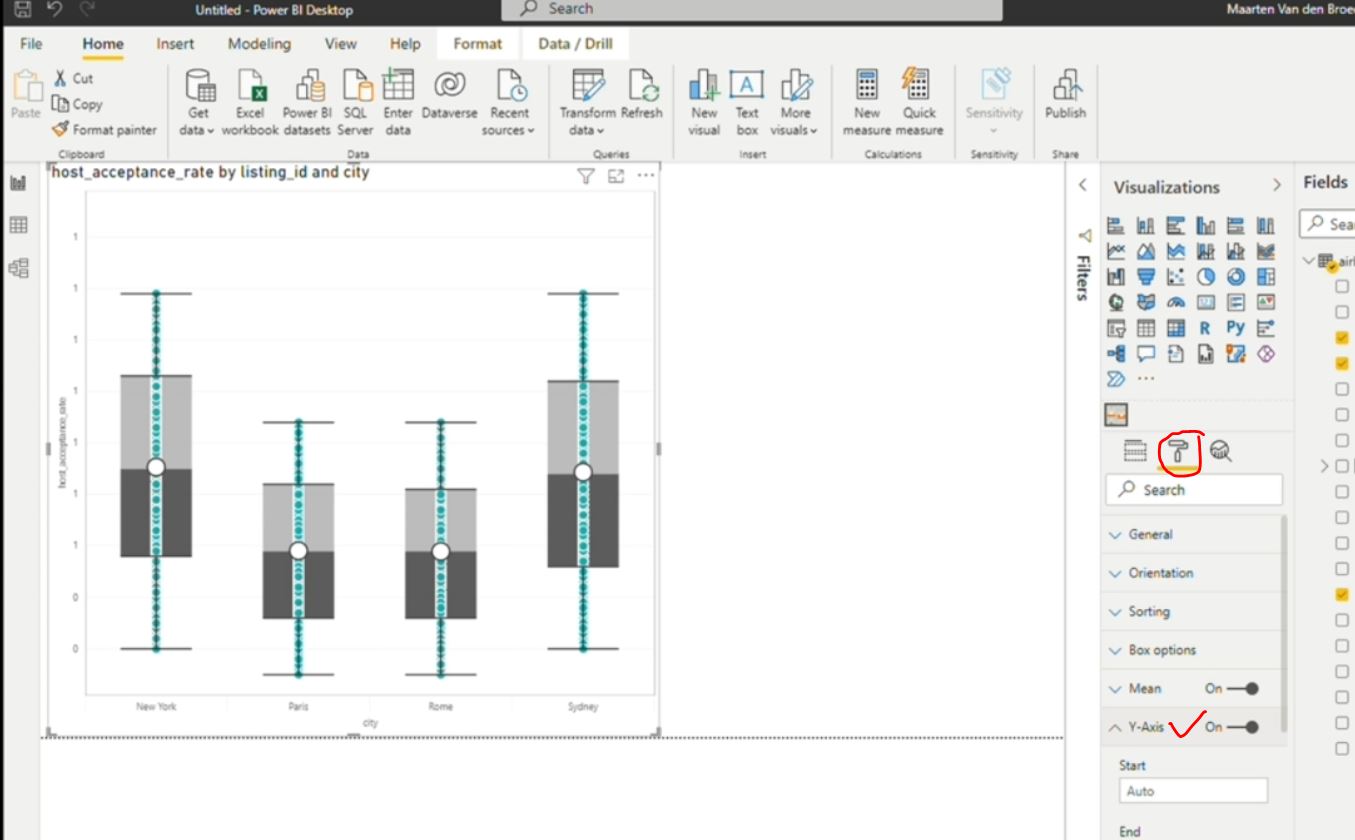 Untitled - Power BI Desktop
Search
Maarten Van den Broe
File Home Insert Modeling View Help Format Data / Drill
Paste
Cut
Copy
Format painter
Clipboard
Get data
Excel workbook
Power BI datasets
SQL Server
Enter data
Dataverse
Recent sources
Data
Transform data
Refresh
Queries
New visual
Text box
More visuals
Insert
New measure
Quick measure
Calculations
Sensitivity
Sensitivity
Publish
Share
host_acceptance_rate by listing_id and city
1
1
1
1
1
1
1
0
0
host_acceptance_rate
New York Paris Rome Sydney
city
Filters
Visualizations
R Py
Search
General
Orientation
Sorting
Box options
Mean On
Y-Axis On
Start
Auto
End
Fields
Sea
airl